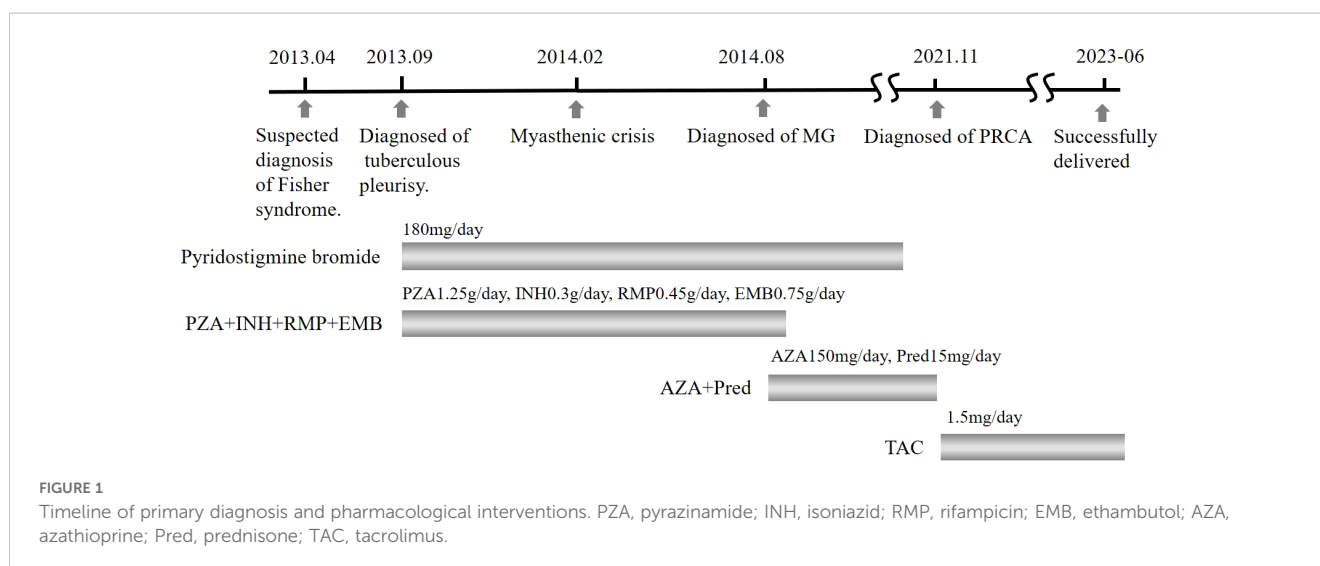 2013.04 2013.09 2014.02 2014.08 2021.11 2023-06
Suspected diagnosis of Fisher syndrome.
Diagnosed of tuberculous pleurisy.
Myasthenic crisis
Diagnosed of MG
Diagnosed of PRCA
Successfully delivered
180mg/day
Pyridostigmine bromide
PZA1.25g/day, INH0.3g/day, RMP0.45g/day, EMB0.75g/day
PZA+INH+RMP+EMB
AZA150mg/day, Pred15mg/day
AZA+Pred
1.5mg/day
TAC
FIGURE 1
Timeline of primary diagnosis and pharmacological interventions. PZA, pyrazinamide; INH, isoniazid; RMP, rifampicin; EMB, ethambutol; AZA,
azathioprine; Pred, prednisone; TAC, tacrolimus.